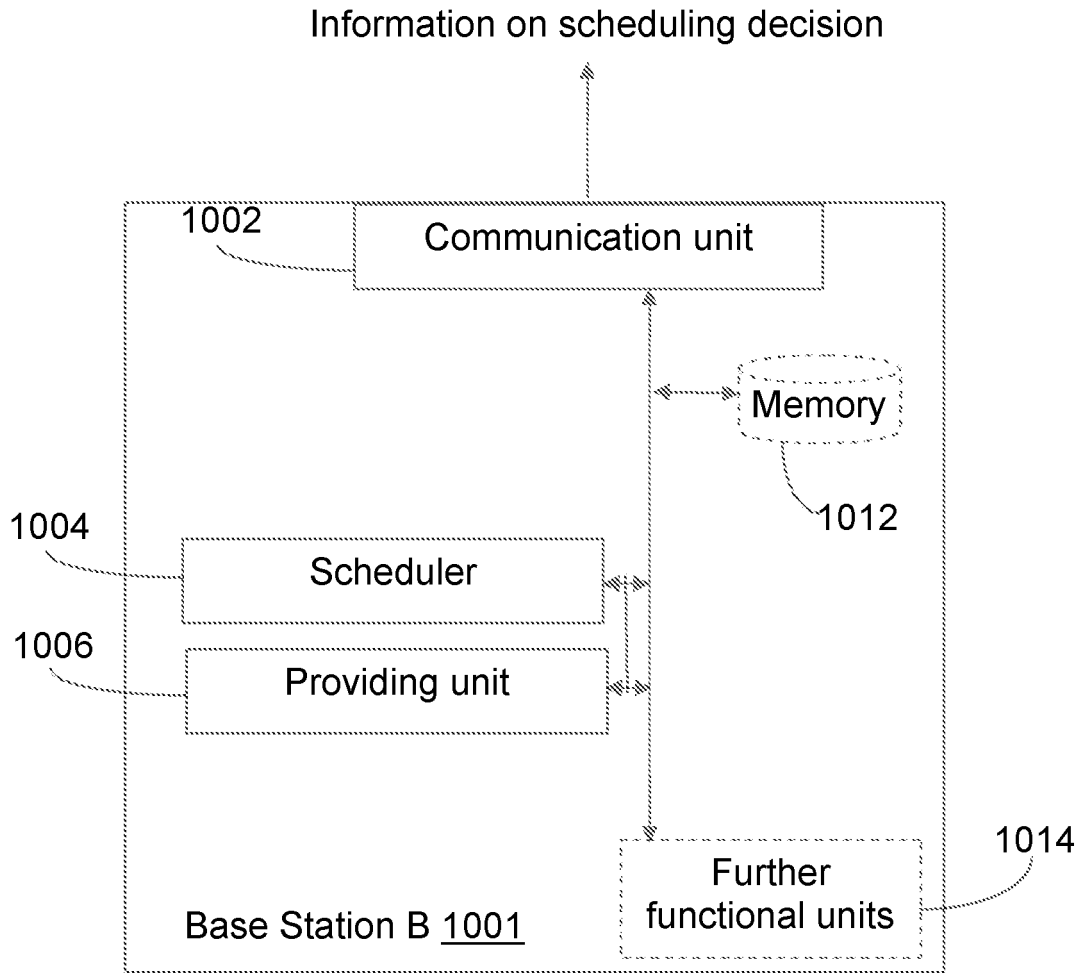 Information on scheduling decision
1002
Communication unit
Memory
1012
1004
Scheduler
1006
Providing unit
1014
Further
functional units
Base Station B 1001